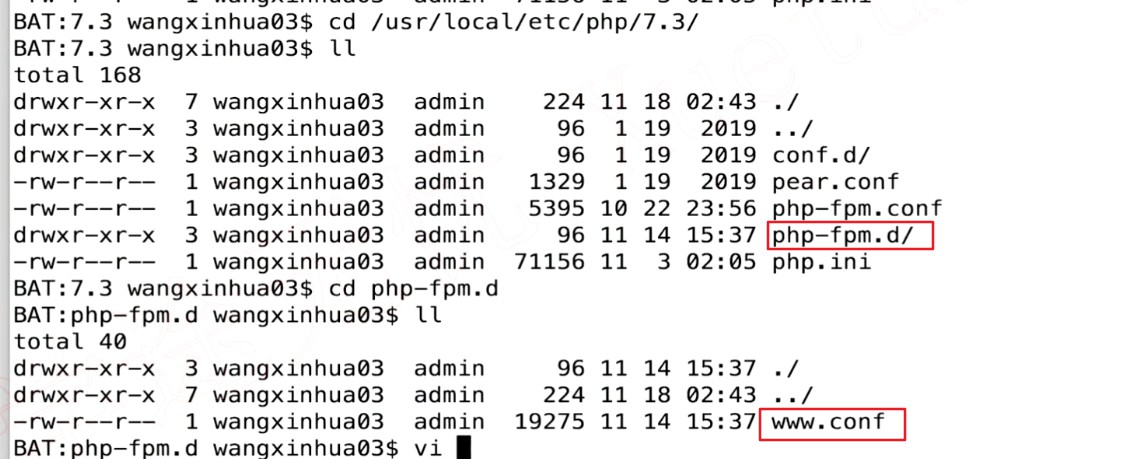 BAT:7.3 wangxinhua03$ cd /usr/local/etc/php/7.3/
BAT:7.3 wangxinhua03$ ll
total 168
drwxr-xr-x  7 wangxinhua03  admin    224 11 18 02:43 ./
drwxr-xr-x  3 wangxinhua03  admin     96  1 19  2019 ../
drwxr-xr-x  3 wangxinhua03  admin     96  1 19  2019 conf.d/
-rw-r--r--  1 wangxinhua03  admin   1329  1 19  2019 pear.conf
-rw-r--r--  1 wangxinhua03  admin   5395 10 22 23:56 php-fpm.conf
drwxr-xr-x  3 wangxinhua03  admin     96 11 14 15:37 php-fpm.d/
-rw-r--r--  1 wangxinhua03  admin  71156 11  3 02:05 php.ini
BAT:7.3 wangxinhua03$ cd php-fpm.d
BAT:php-fpm.d wangxinhua03$ ll
total 40
drwxr-xr-x  3 wangxinhua03  admin     96 11 14 15:37 ./
drwxr-xr-x  7 wangxinhua03  admin    224 11 18 02:43 ../
-rw-r--r--  1 wangxinhua03  admin  19275 11 14 15:37 www.conf
BAT:php-fpm.d wangxinhua03$ vi